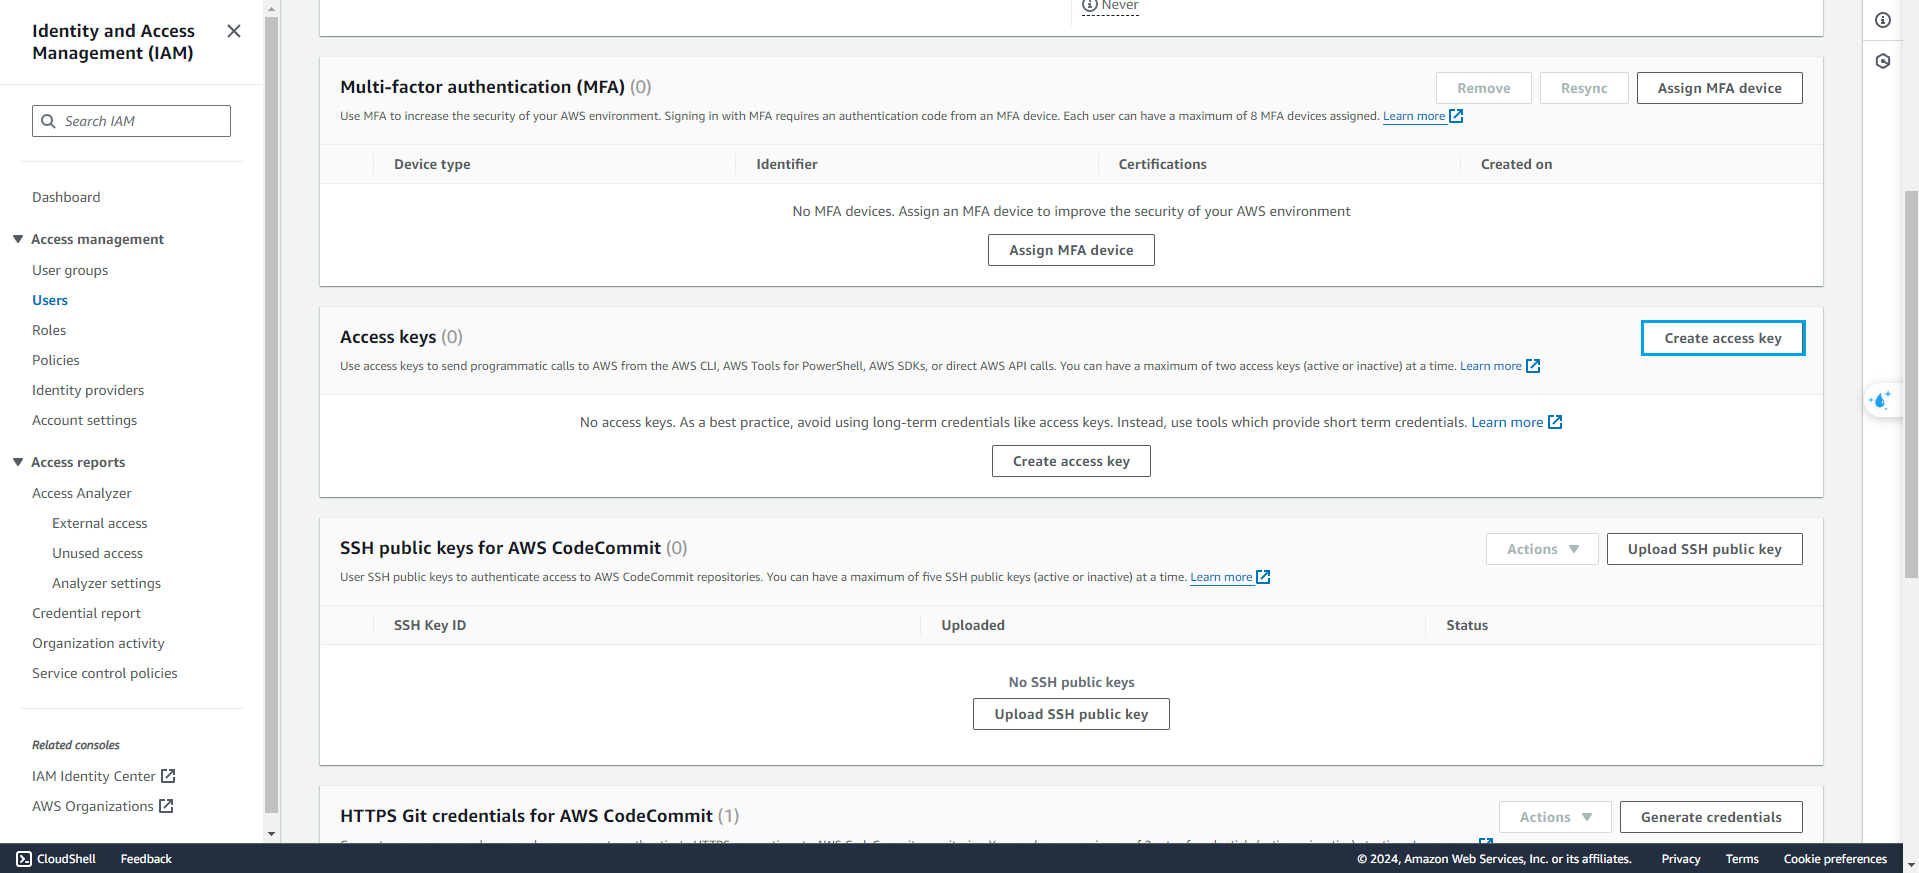 Identity and Access
Management (IAM)
Search IAM
Dashboard
Access management
User groups
Users
Roles
Policies
Identity providers
Account settings
Access reports
Access Analyzer
External access
Unused access
Analyzer settings
Credential report
Organization activity
Service control policies
Related consoles
IAM Identity Center
AWS Organizations
Never
Multi-factor authentication (MFA) (0)
Remove
Resync
Assign MFA device
Use MFA to increase the security of your AWS environment. Signing in with MFA requires an authentication code from an MFA device. Each user can have a maximum of 8 MFA devices assigned. Learn more
Device type
Identifier
Certifications
Created on
No MFA devices. Assign an MFA device to improve the security of your AWS environment
Assign MFA device
Access keys (0)
Create access key
Use access keys to send programmatic calls to AWS from the AWS CLI, AWS Tools for PowerShell, AWS SDKs, or direct AWS API calls. You can have a maximum of two access keys (active or inactive) at a time. Learn more
No access keys. As a best practice, avoid using long-term credentials like access keys. Instead, use tools which provide short term credentials. Learn more
Create access key
SSH public keys for AWS CodeCommit (0)
Actions
Upload SSH public key
User SSH public keys to authenticate access to AWS CodeCommit repositories. You can have a maximum of five SSH public keys (active or inactive) at a time. Learn more
SSH Key ID
Uploaded
Status
No SSH public keys
Upload SSH public key
HTTPS Git credentials for AWS CodeCommit (1)
Actions
Generate credentials
CloudShell
Feedback
© 2024, Amazon Web Services, Inc. or its affiliates.
Privacy
Terms
Cookie preferences